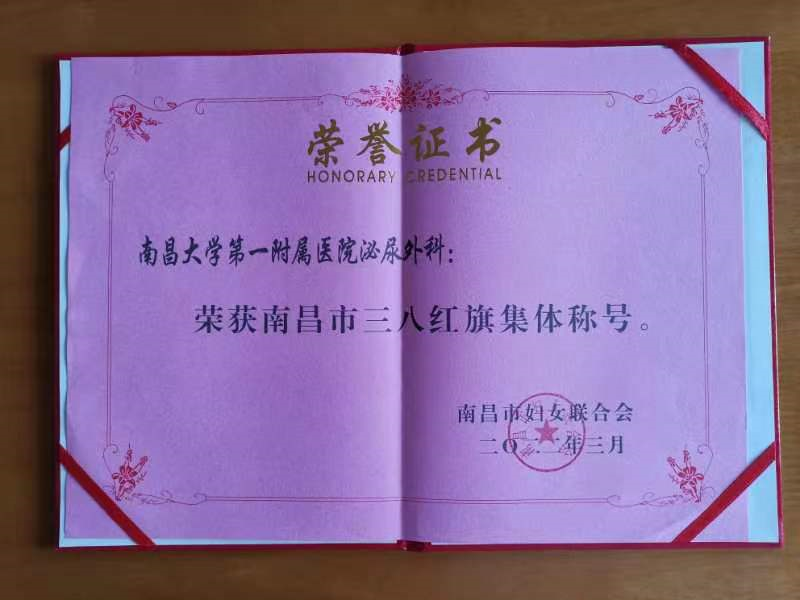 荣誉证书
HONORARY CREDENTIAL
南昌大学第一附属医院泌尿外科：
荣获南昌市三八红旗集体称号。
南昌市妇女联合会
二〇二二年三月